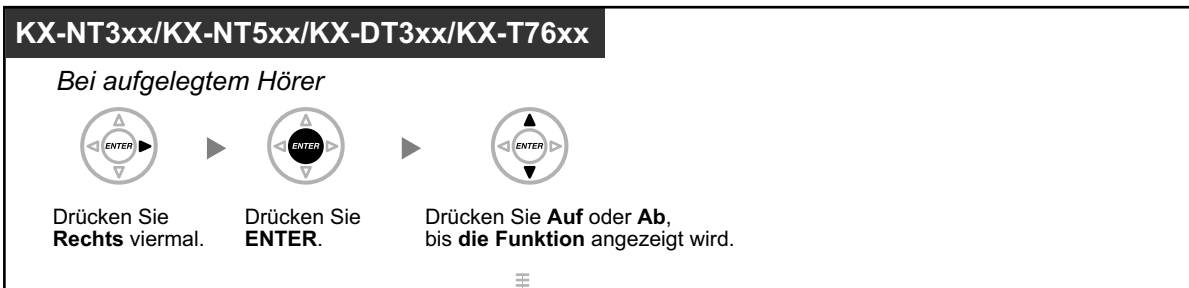 KX-NT3xx/KX-NT5xx/KX-DT3xx/KX-T76xx
Bei aufgelegtem Hörer
ENTER ENTER ENTER
Drücken Sie
Rechts viermal.
Drücken Sie
ENTER.
Drücken Sie Auf oder Ab,
bis die Funktion angezeigt wird.